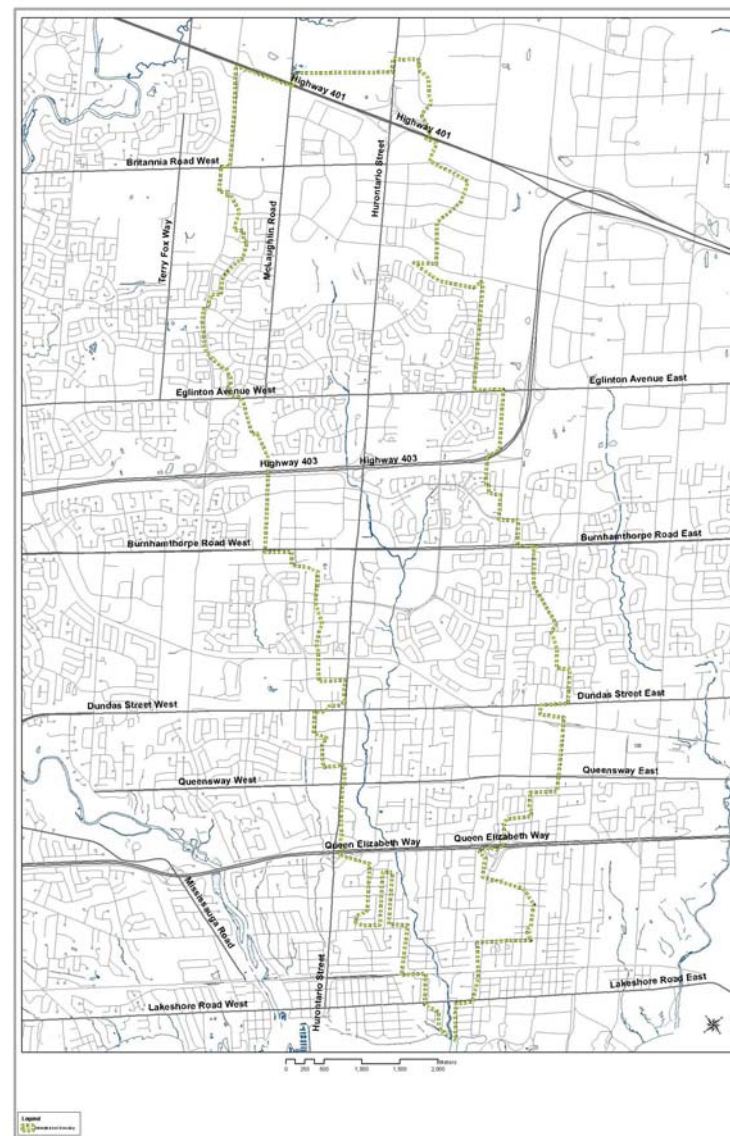 Highway 401
Highway 401
Britannia Road West
Hurontario Street
McLaughlin Road
Terry Fox Way
Eglinton Avenue East
Eglinton Avenue West
Highway 403
Highway 403
Burnhamthorpe Road East
Burnhamthorpe Road West
Dundas Street East
Dundas Street West
Queensway East
Queensway West
Queen Elizabeth Way
Queen Elizabeth Way
Mississauga Road
Hurontario Street
Lakeshore Road East
Lakeshore Road West
Meters
0 250 500 1,000 1,500 2,000
Legend